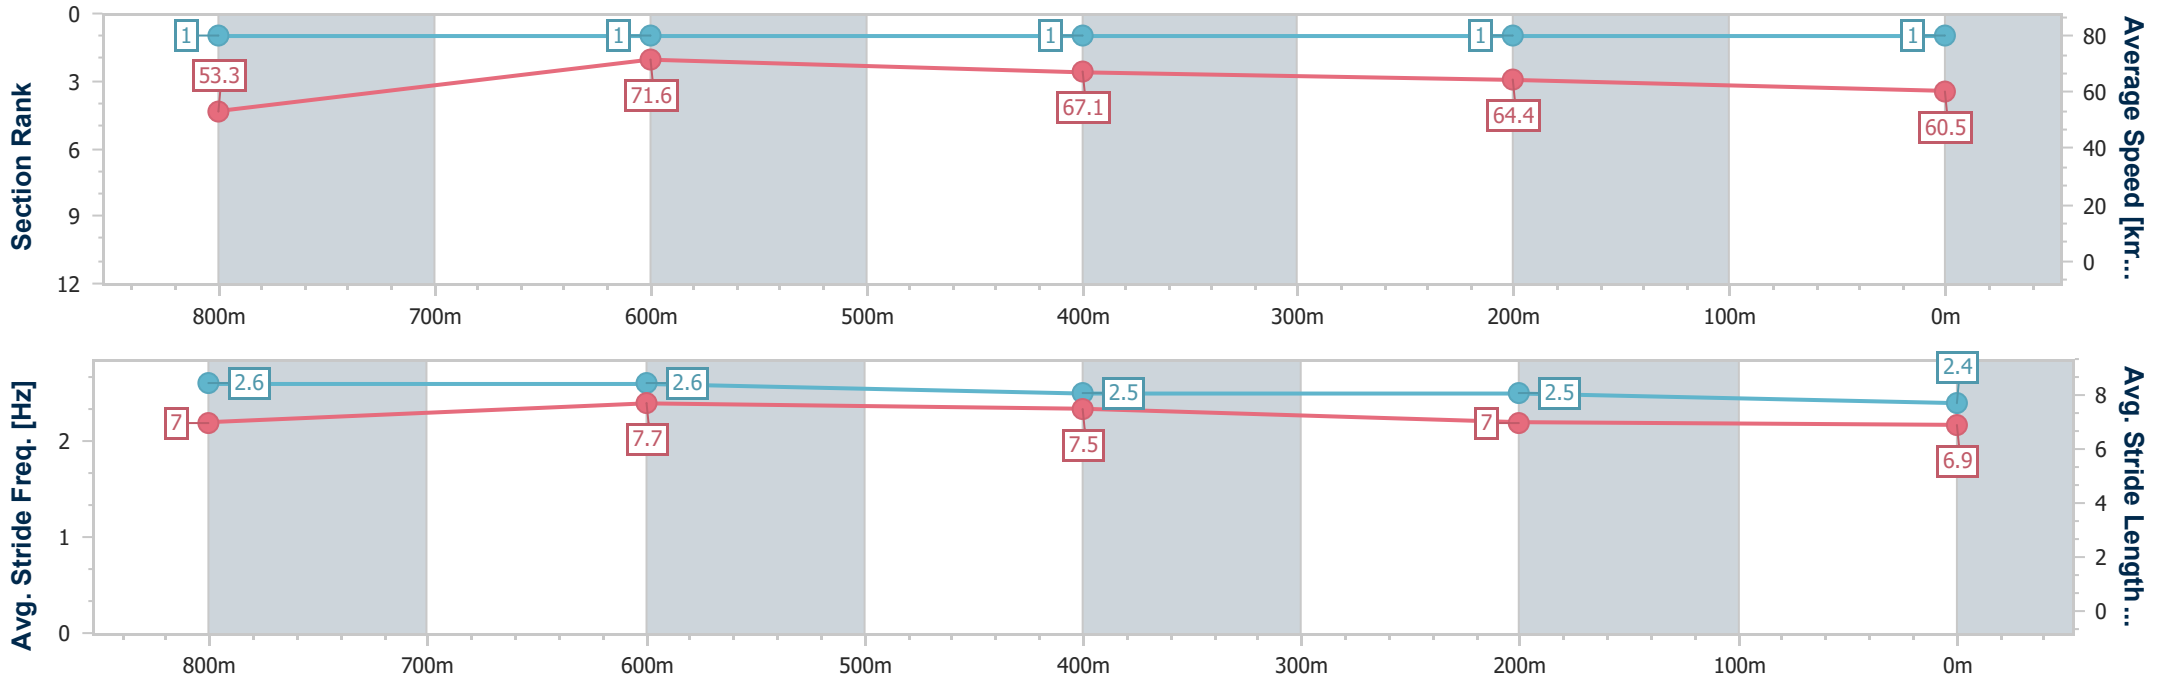 Section Rank
0
3
6
9
12
1
1
1
1
1
53.3
71.6
67.1
64.4
60.5
80
60
40
20
0
Average Speed [km...
800m
700m
600m
500m
400m
300m
200m
100m
0m
Avg. Stride Freq. [Hz]
2
1
0
2.6
2.6
2.5
2.5
2.4
7
7.7
7.5
7
6.9
8
6
4
2
0
Avg. Stride Length ...
800m
700m
600m
500m
400m
300m
200m
100m
0m